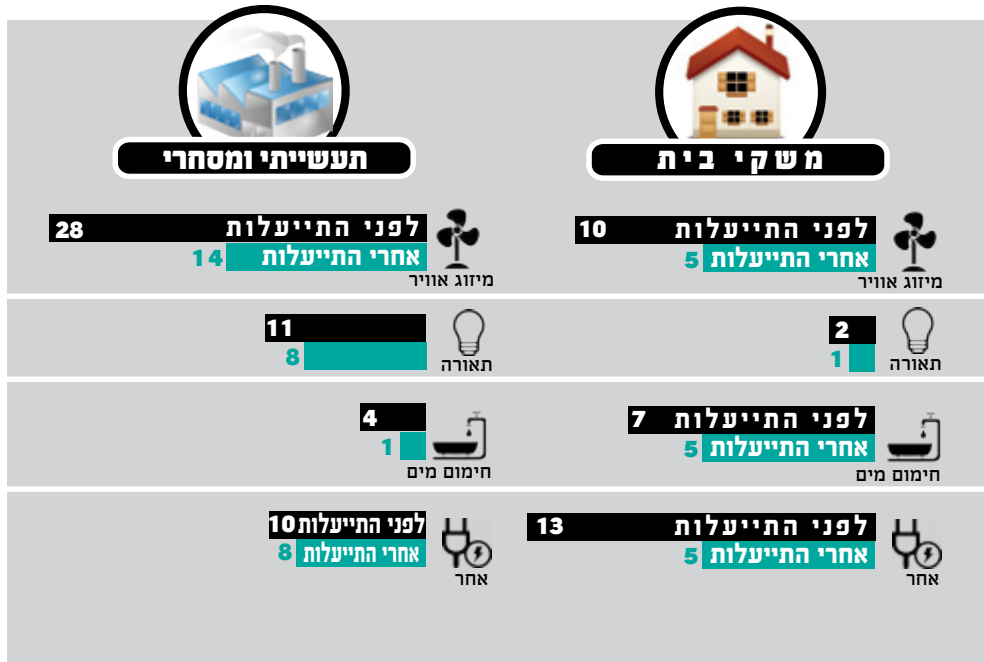 משקי בית
לפני התייעלות 10
אחרי התייעלות 5
מיזוג אוויר
2
1
תאורה
לפני התייעלות 7
אחרי התייעלות 5
חימום מים
לפני התייעלות 13
אחרי התייעלות 5
אחר
תעשייתי ומסחרי
לפני התייעלות 28
אחרי התייעלות 14
מיזוג אוויר
11
8
תאורה
4
1
חימום מים
לפני התייעלות 10
אחרי התייעלות 8
אחר